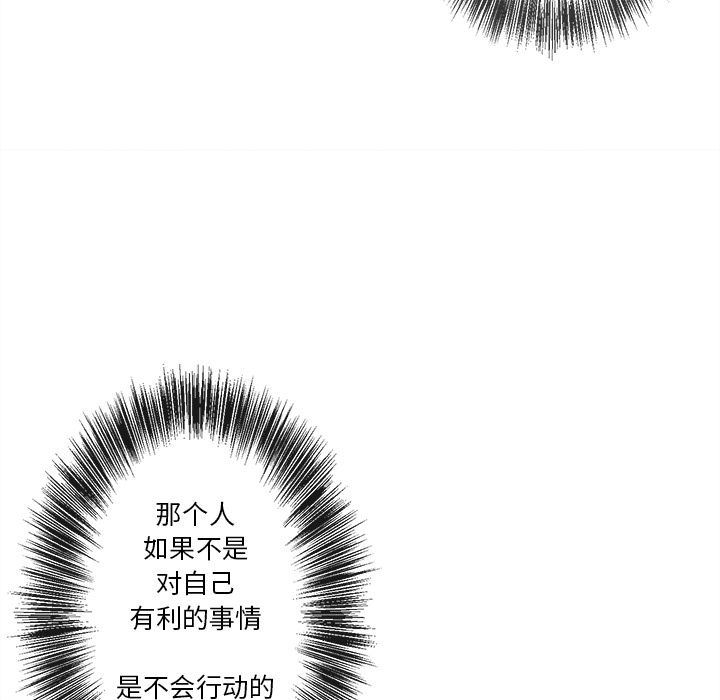 那个人
如果不是
对自己
有利的事情
是不会行动的